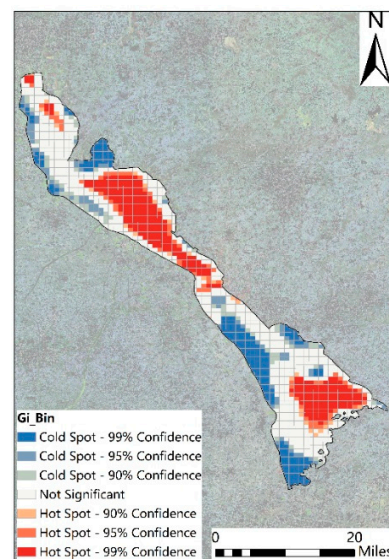 N
Gi_Bin
Cold Spot - 99% Confidence
Cold Spot - 95% Confidence
Cold Spot - 90% Confidence
Not Significant
Hot Spot - 90% Confidence
Hot Spot - 95% Confidence
Hot Spot - 99% Confidence
0 20
Miles